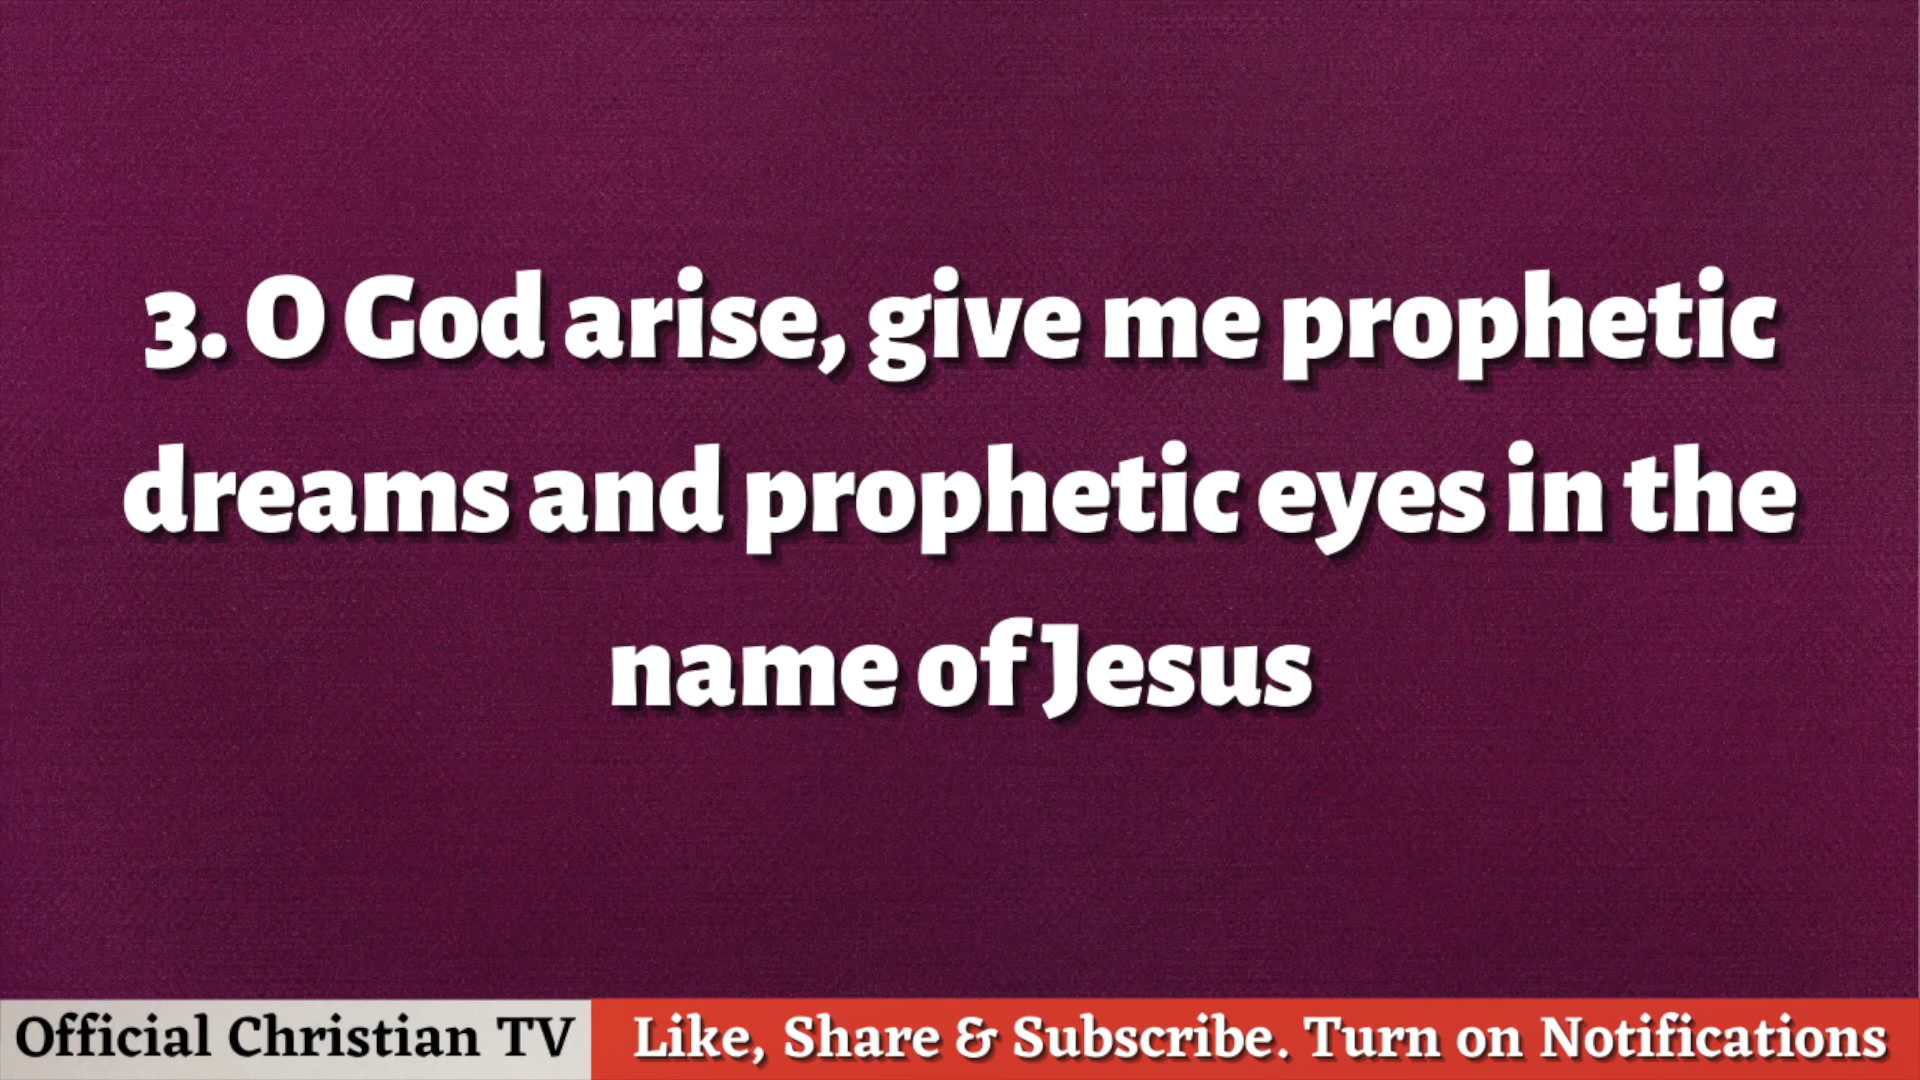 3. O God arise, give me prophetic
dreams and prophetic eyes in the
name of Jesus
Official Christian TV
Like, Share & Subscribe. Turn on Notifications